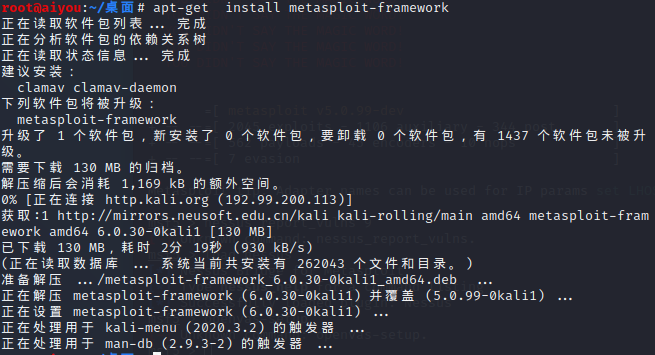 root@aiyou:~/桌面# apt-get  install metasploit-framework
正在读取软件包列表... 完成
正在分析软件包的依赖关系树
正在读取状态信息... 完成
建议安装：
  clamav clamav-daemon
下列软件包将被升级：
  metasploit-framework
升级了 1 个软件包，新安装了 0 个软件包，要卸载 0 个软件包，有 1437 个软件包未被升
级。
需要下载 130 MB 的归档。
解压缩后会消耗 1,169 kB 的额外空间。
0% [正在连接 http.kali.org (192.99.200.113)]
获取:1 http://mirrors.neusoft.edu.cn/kali kali-rolling/main amd64 metasploit-fram
ework amd64 6.0.30-0kali1 [130 MB]
已下载 130 MB，耗时 2分 19秒 (930 kB/s)
(正在读取数据库 ... 系统当前共安装有 262043 个文件和目录。)
准备解压 .../metasploit-framework_6.0.30-0kali1_amd64.deb  ...
正在解压 metasploit-framework (6.0.30-0kali1) 并覆盖 (5.0.99-0kali1) ...
正在设置 metasploit-framework (6.0.30-0kali1) ...
正在处理用于 kali-menu (2020.3.2) 的触发器 ...
正在处理用于 man-db (2.9.3-2) 的触发器 ...